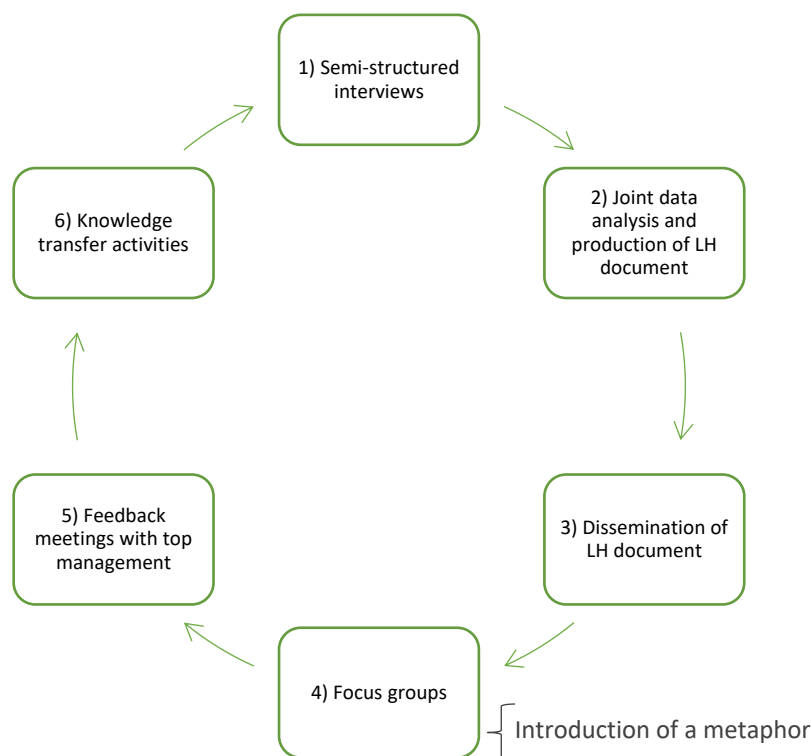 1) Semi-structured
interviews
2) Joint data
analysis and
production of LH
document
3) Dissemination of
LH document
4) Focus groups
Introduction of a metaphor
5) Feedback
meetings with top
management
6) Knowledge
transfer activities